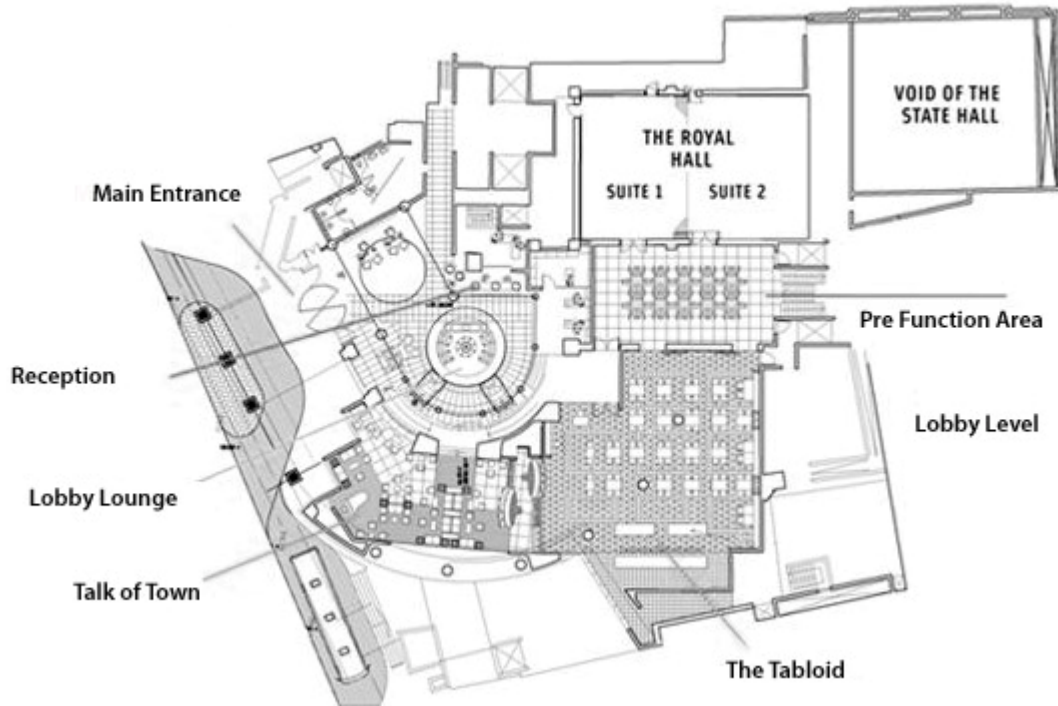 VOID OF THE
STATE HALL
THE ROYAL
HALL
SUITE 1
SUITE 2
Main Entrance
Pre Function Area
Reception
Lobby Level
Lobby Lounge
Talk of Town
The Tabloid